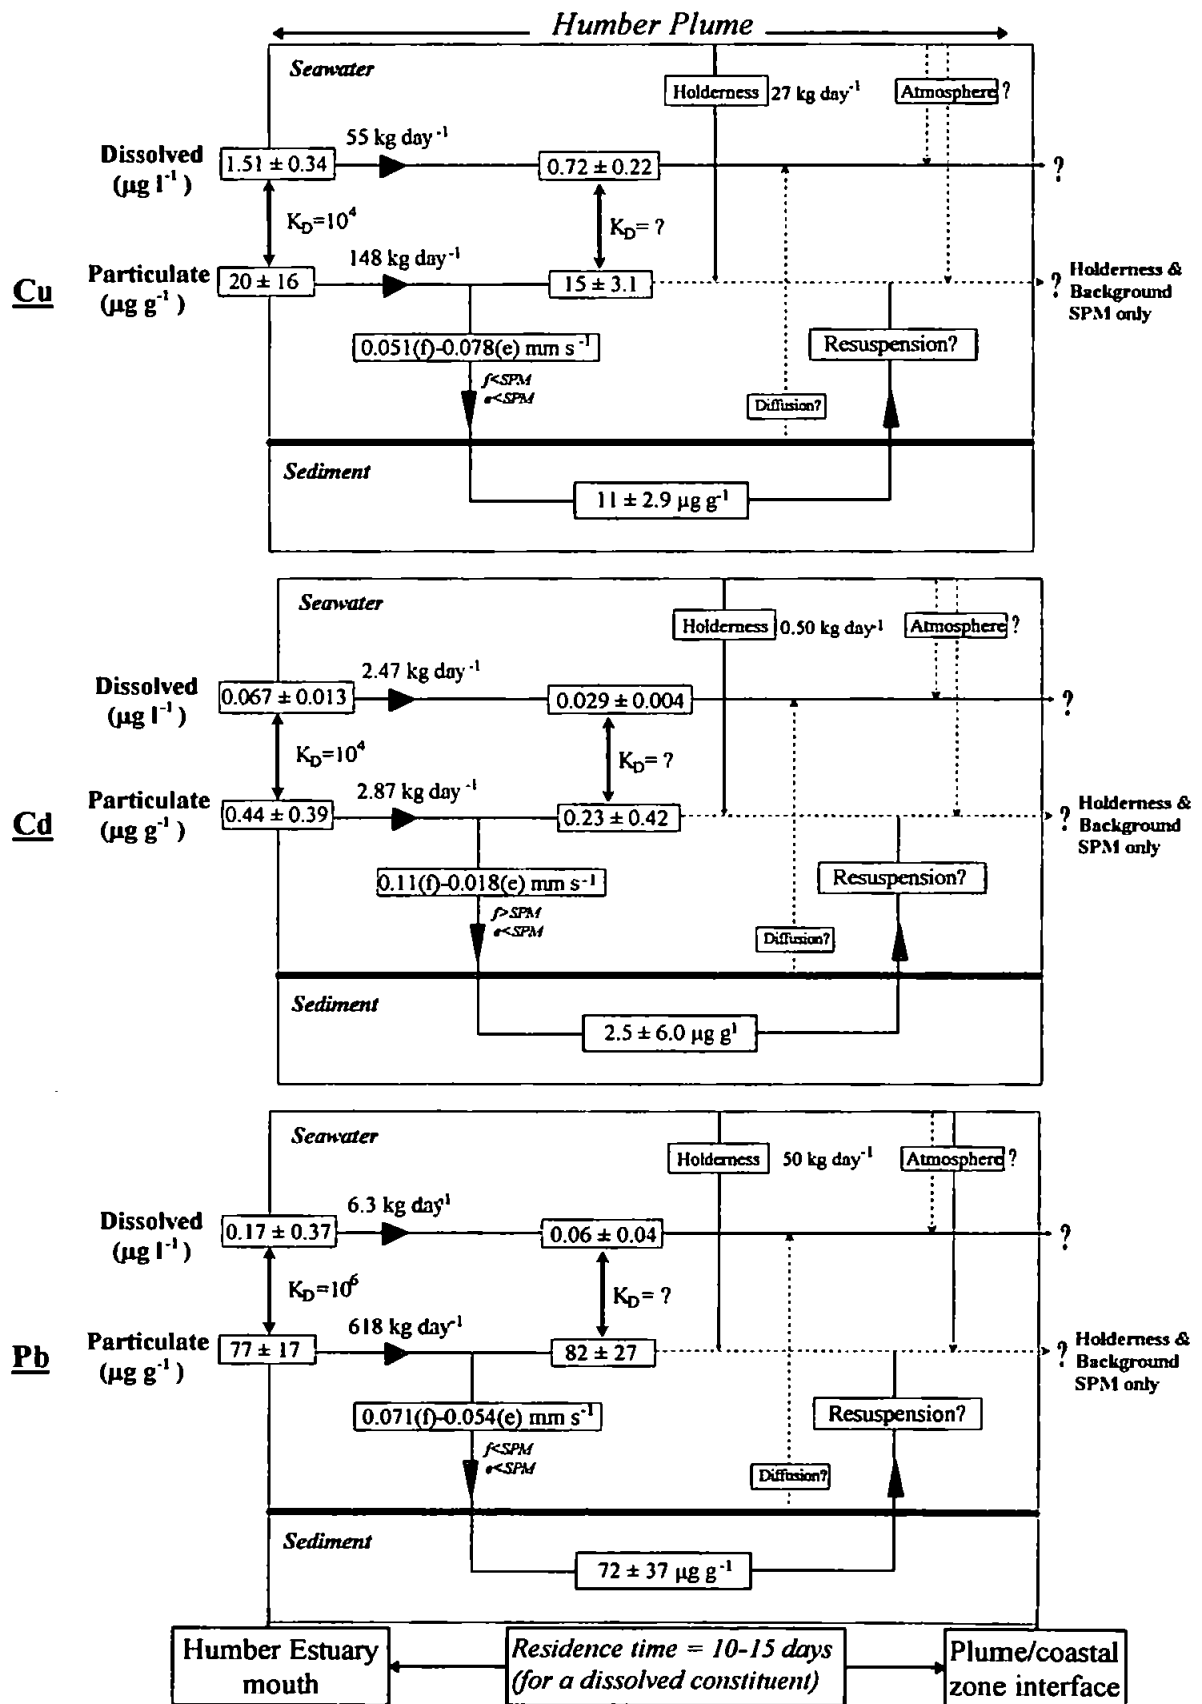 Humber Plume
Seawater
Holderness
27 kg day⁻¹
Atmosphere ?
55 kg day⁻¹
Dissolved
(µg l⁻¹)
1.51 ± 0.34
0.72 ± 0.22
?
K_D=10⁴
K_D= ?
Cu
Particulate
(µg g⁻¹)
148 kg day⁻¹
20 ± 16
15 ± 3.1
? Holderness &
Background
SPM only
0.051(f)-0.078(e) mm s⁻¹
Resuspension?
f<SPM
e<SPM
Diffusion?
Sediment
11 ± 2.9 µg g⁻¹
Seawater
Holderness
0.50 kg day⁻¹
Atmosphere ?
2.47 kg day⁻¹
Dissolved
(µg l⁻¹)
0.067 ± 0.013
0.029 ± 0.004
?
K_D=10⁴
K_D= ?
Cd
Particulate
(µg g⁻¹)
2.87 kg day⁻¹
0.44 ± 0.39
0.23 ± 0.42
? Holderness &
Background
SPM only
0.11(f)-0.018(e) mm s⁻¹
Resuspension?
f>SPM
e<SPM
Diffusion?
Sediment
2.5 ± 6.0 µg g¹
Seawater
Holderness
50 kg day⁻¹
Atmosphere ?
6.3 kg day¹
Dissolved
(µg l⁻¹)
0.17 ± 0.37
0.06 ± 0.04
?
K_D=10⁶
K_D= ?
Pb
Particulate
(µg g⁻¹)
618 kg day⁻¹
77 ± 17
82 ± 27
? Holderness &
Background
SPM only
0.071(f)-0.054(e) mm s⁻¹
Resuspension?
f<SPM
e<SPM
Diffusion?
Sediment
72 ± 37 µg g⁻¹
Humber Estuary
mouth
Residence time = 10-15 days
(for a dissolved constituent)
Plume/coastal
zone interface